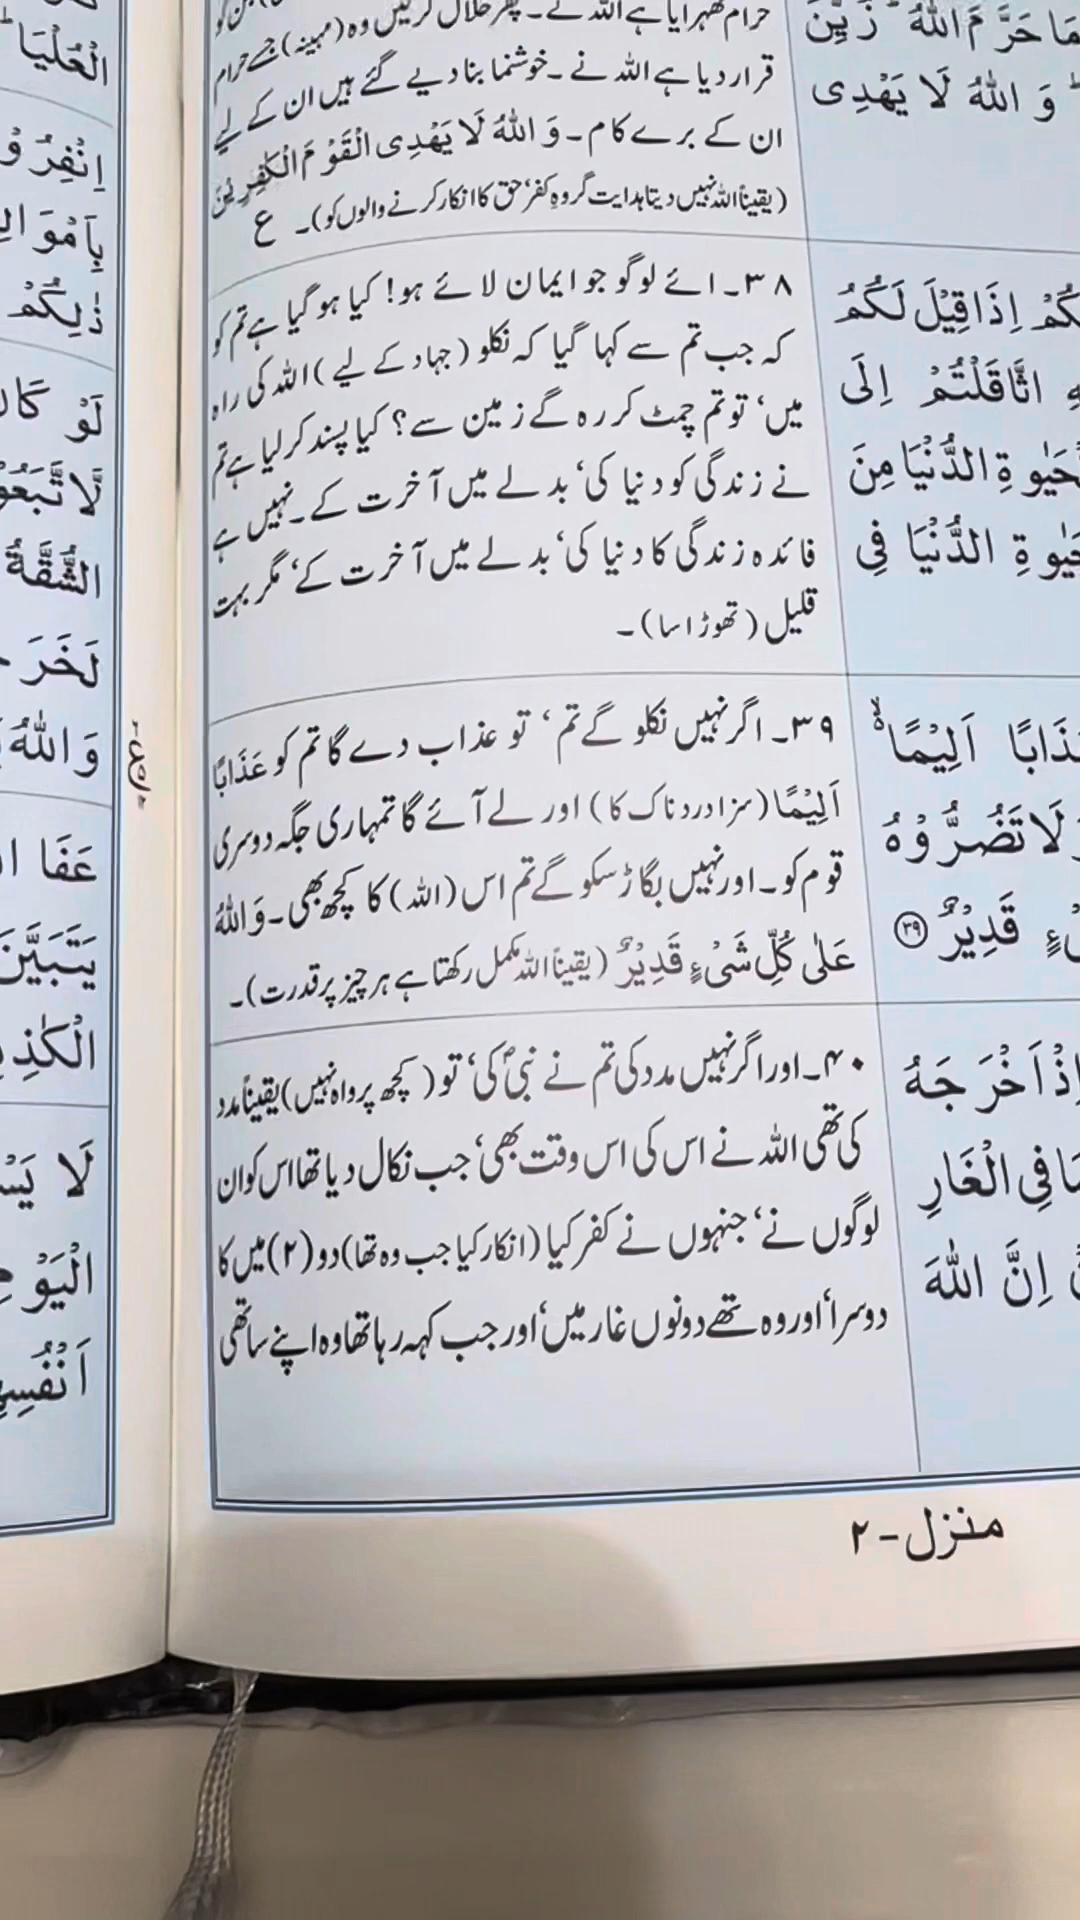 مَا حَرَّمَ اللّٰهُ ؕ زُيِّنَ
ؕ وَ اللّٰهُ لَا يَهْدِى
كُمْ اِذَا قِيْلَ لَكُمُ
اثَّاقَلْتُمْ اِلَى
الدُّنْيَا مِنَ
الدُّنْيَا فِى
اَلِيْمًا ۙ۬
لَا تَضُرُّوْهُ
قَدِيْرٌ ۳۹
اِذْ اَخْرَجَهُ
فِى الْغَارِ
اِنَّ اللّٰهَ
حرام ٹھہرایا ہے اللہ نے۔ پھر حلال کرلیں وہ (مہینہ) جسے حرام
قرار دیا ہے اللہ نے ۔ خوشنما بنا دیے گئے ہیں ان کے لیے
ان کے برے کام ۔ وَ اللّٰهُ لَا يَهْدِى الْقَوْمَ الْكٰفِرِيْنَ
(یقیناً اللہ نہیں دیتا ہدایت گروہِ کفر، حق کا انکار کرنے والوں کو)۔ ع
۳۸۔ ائے لوگو جو ایمان لائے ہو! کیا ہو گیا ہے تم کو
کہ جب تم سے کہا گیا کہ نکلو (جہاد کے لیے) اللہ کی راہ
میں، تو تم چمٹ کر رہ گے زمین سے؟ کیا پسند کر لیا ہے تم
نے زندگی کو دنیا کی، بدلے میں آخرت کے ۔ نہیں ہے
فائدہ زندگی کا دنیا کی، بدلے میں آخرت کے، مگر بہت
قلیل (تھوڑا سا)۔
۳۹۔ اگر نہیں نکلو گے تم، تو عذاب دے گا تم کو عَذَابًا
اَلِيْمًا (سزا دردناک کا) اور لے آئے گا تمہاری جگہ دوسری
قوم کو۔ اور نہیں بگاڑ سکو گے تم اس (اللہ) کا کچھ بھی۔ وَ اللّٰهُ
عَلٰى كُلِّ شَىْءٍ قَدِيْرٌ (یقیناً اللہ مکمل رکھتا ہے ہر چیز پر قدرت)۔
۴۰۔ اور اگر نہیں مدد کی تم نے نبیؐ کی، تو (کچھ پرواہ نہیں) یقیناً مدد
کی تھی اللہ نے اس کی اس وقت بھی، جب نکال دیا تھا اس کو ان
لوگوں نے، جنہوں نے کفر کیا (انکار کیا جب وہ تھا) دو (۲) میں کا
دوسرا، اور وہ تھے دونوں غار میں، اور جب کہہ رہا تھا وہ اپنے ساتھی
منزل - ۲
الْعُلْيَا ؕ
اِنْفِرُوْ
ذٰلِكُمْ
لَوْ كَانَ
الشُّقَّةُ
وَ اللّٰهُ
عَفَا
يَتَبَيَّنَ
لَا
الْيَوْمِ